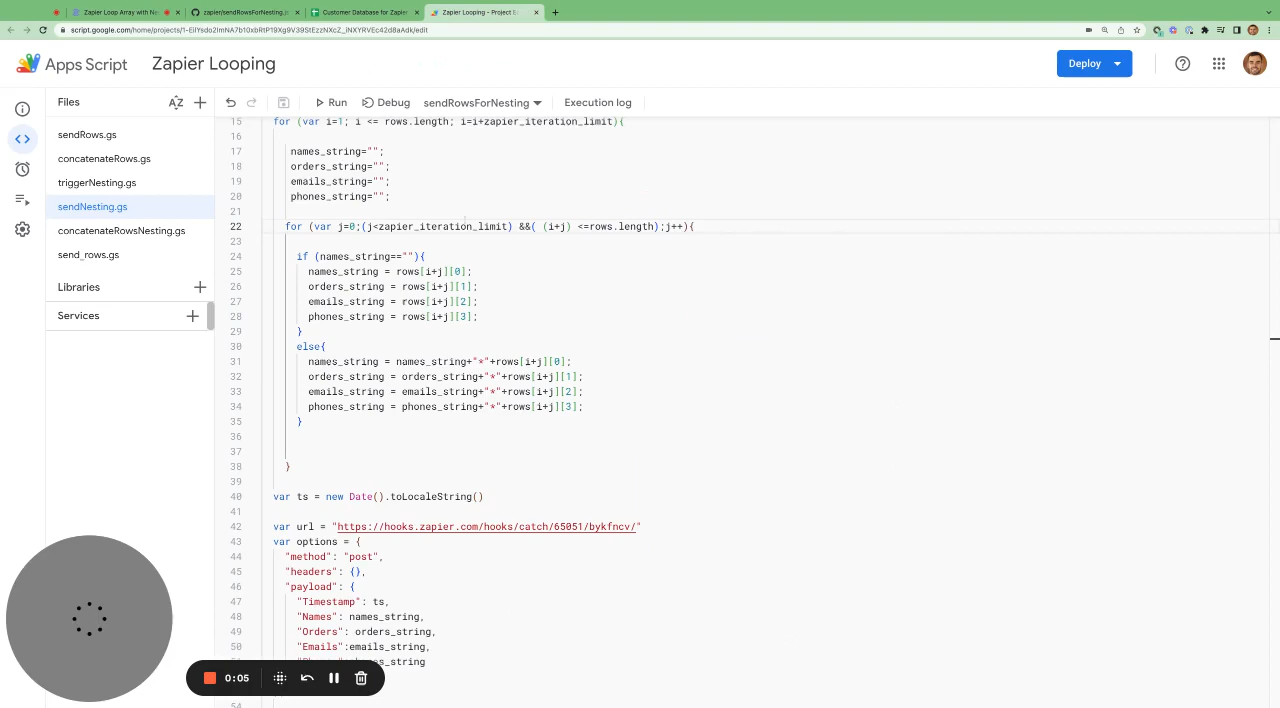 Zapier Loop Array with Ne
zapier/sendRowsForNesting.
Customer Database for Zapier
Zapier Looping - Project E
script.google.com/home/projects/
Apps Script
Zapier Looping
Deploy
Files
Run
Debug
sendRowsForNesting
Execution log
sendRows.gs
concatenateRows.gs
triggerNesting.gs
sendNesting.gs
concatenateRowsNesting.gs
send_rows.gs
Libraries
Services
15 for (var i=1; i <= rows.length; i=i+zapier_iteration_limit){
16
17 names_string="";
18 orders_string="";
19 emails_string="";
20 phones_string="";
21
22 for (var j=0;(j<zapier_iteration_limit) &&( (i+j) <=rows.length);j++){
23
24 if (names_string==""){
25 names_string = rows[i+j][0];
26 orders_string = rows[i+j][1];
27 emails_string = rows[i+j][2];
28 phones_string = rows[i+j][3];
29 }
30 else{
31 names_string = names_string+"*"+rows[i+j][0];
32 orders_string = orders_string+"*"+rows[i+j][1];
33 emails_string = emails_string+"*"+rows[i+j][2];
34 phones_string = phones_string+"*"+rows[i+j][3];
35 }
36
37
38 }
39
40 var ts = new Date().toLocaleString()
41
42 var url = "https://hooks.zapier.com/hooks/catch/65051/bykfncv/"
43 var options = {
44 "method": "post",
45 "headers": {},
46 "payload": {
47 "Timestamp": ts,
48 "Names": names_string,
49 "Orders": orders_string,
50 "Emails":emails_string,
0:05
54